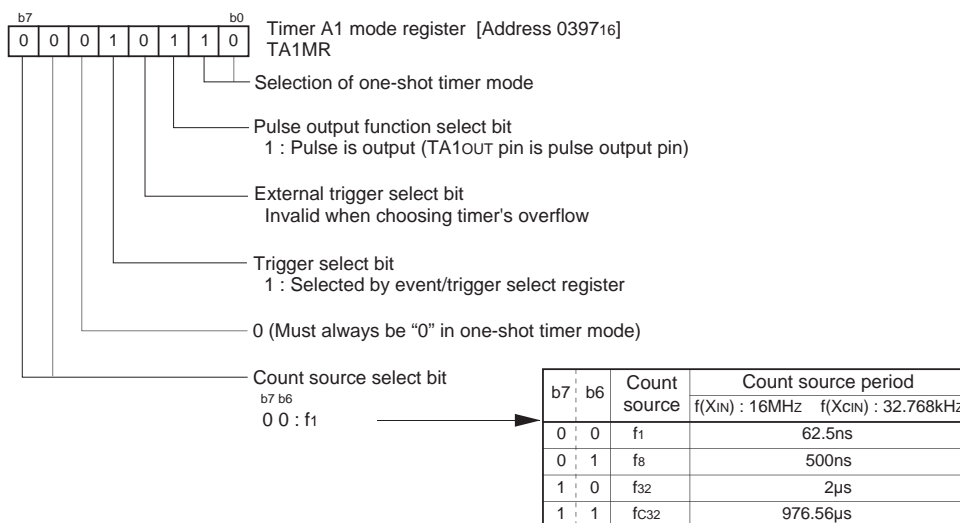 b7 b0
0 0 0 1 0 1 1 0
Timer A1 mode register [Address 039716]
TA1MR
Selection of one-shot timer mode
Pulse output function select bit
1 : Pulse is output (TA1OUT pin is pulse output pin)
External trigger select bit
Invalid when choosing timer's overflow
Trigger select bit
1 : Selected by event/trigger select register
0 (Must always be “0” in one-shot timer mode)
Count source select bit
b7 b6
0 0 : f1
b7 b6 Count source Count source period
f(XIN) : 16MHz f(XCIN) : 32.768kHz
0 0 f1 62.5ns
0 1 f8 500ns
1 0 f32 2µs
1 1 fC32 976.56µs